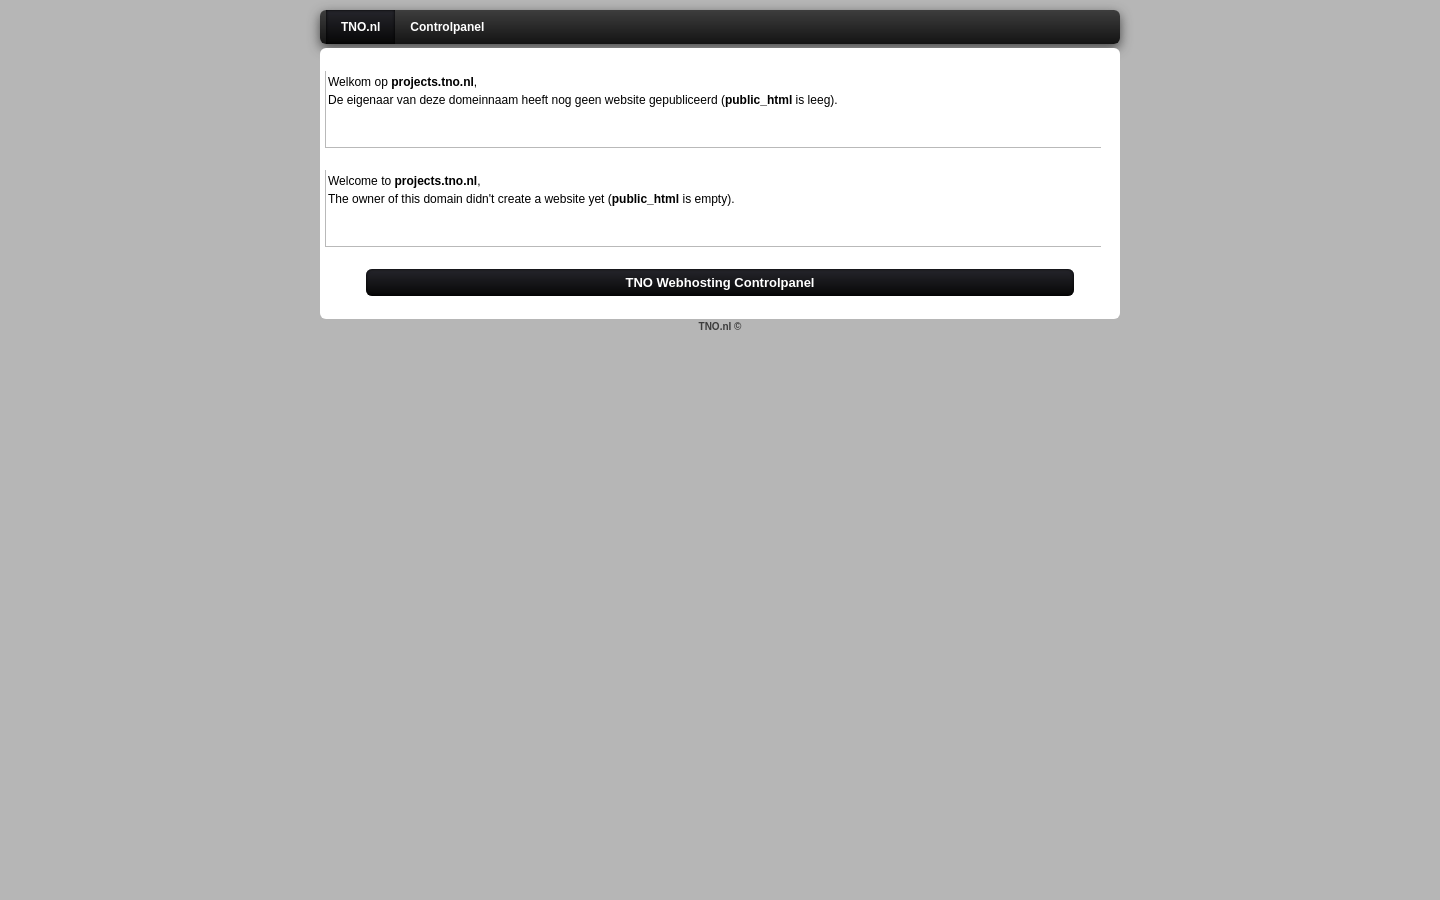 TNO.nl
Controlpanel
Welkom op projects.tno.nl,
De eigenaar van deze domeinnaam heeft nog geen website gepubliceerd (public_html is leeg).
Welcome to projects.tno.nl,
The owner of this domain didn't create a website yet (public_html is empty).
TNO Webhosting Controlpanel
TNO.nl ©